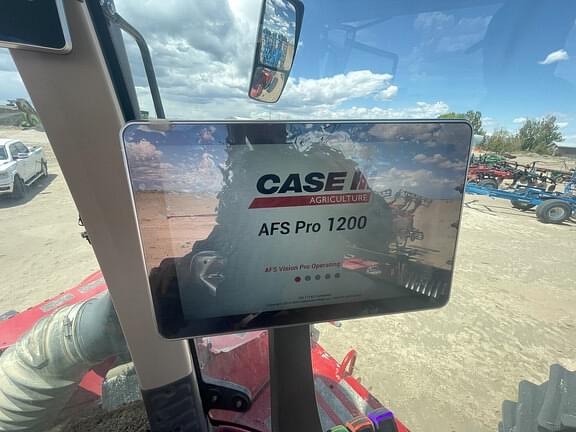 CASE IH
AGRICULTURE
AFS Pro 1200
AFS Vision Pro Operating